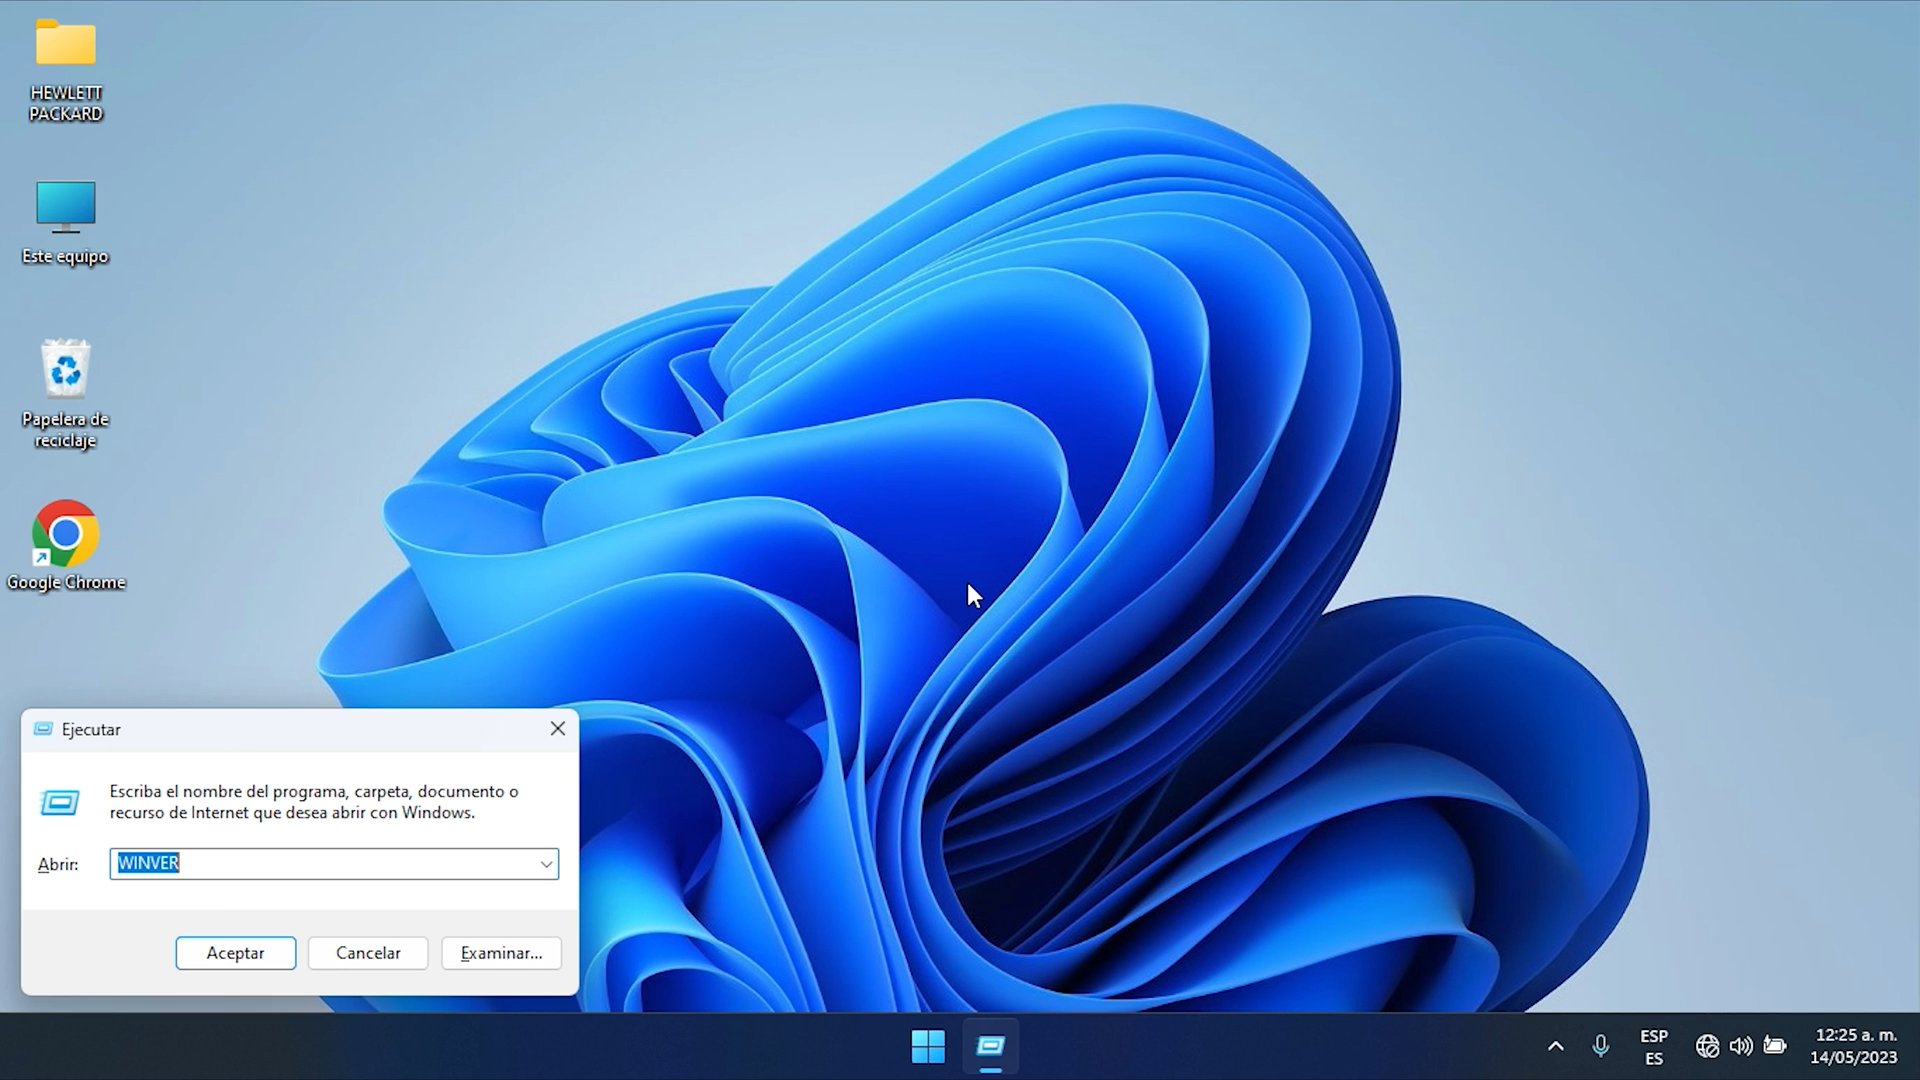 HEWLETT
PACKARD
Este equipo
Papelera de
reciclaje
Google Chrome
Ejecutar
Escriba el nombre del programa, carpeta, documento o
recurso de Internet que desea abrir con Windows.
Abrir: WINVER
Aceptar Cancelar Examinar...
ESP
ES
12:25 a. m.
14/05/2023